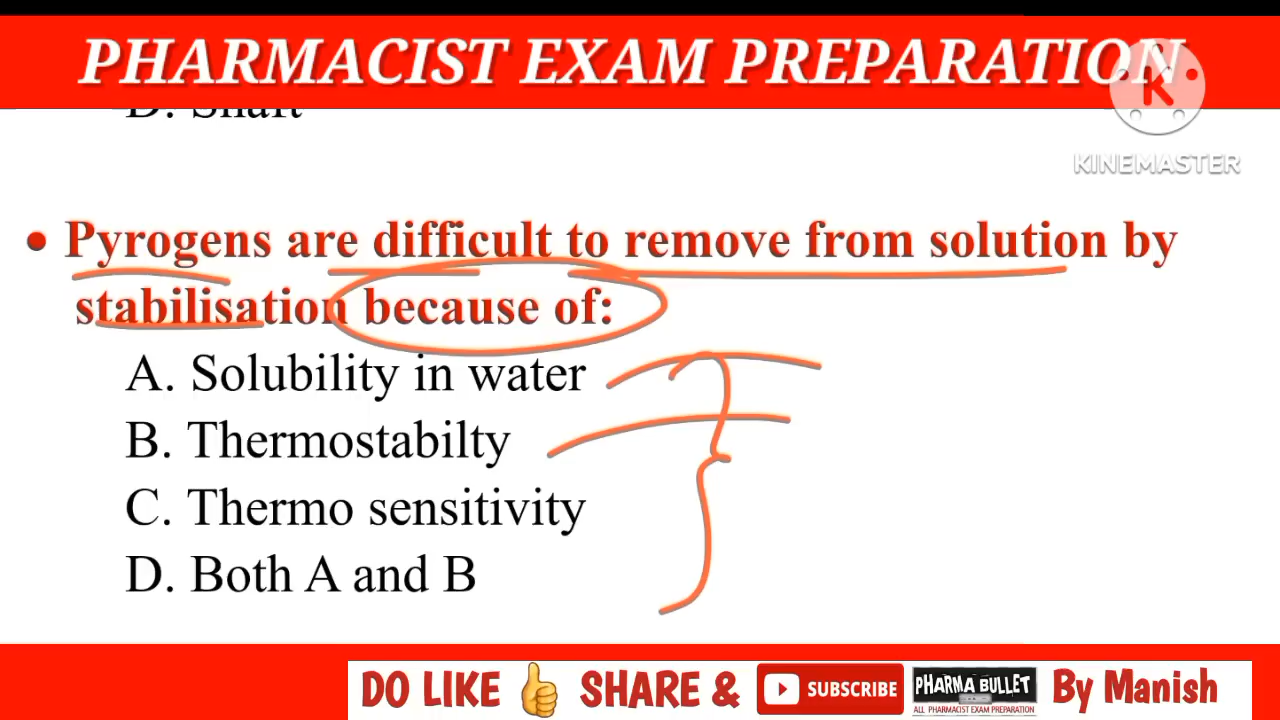 PHARMACIST EXAM PREPARATION
K
KINEMASTER
D. Shaft
• Pyrogens are difficult to remove from solution by
stabilisation because of:
A. Solubility in water
B. Thermostabilty
C. Thermo sensitivity
D. Both A and B
DO LIKE 👍 SHARE & SUBSCRIBE PHARMA BULLET By Manish
ALL PHARMACIST EXAM PREPARATION